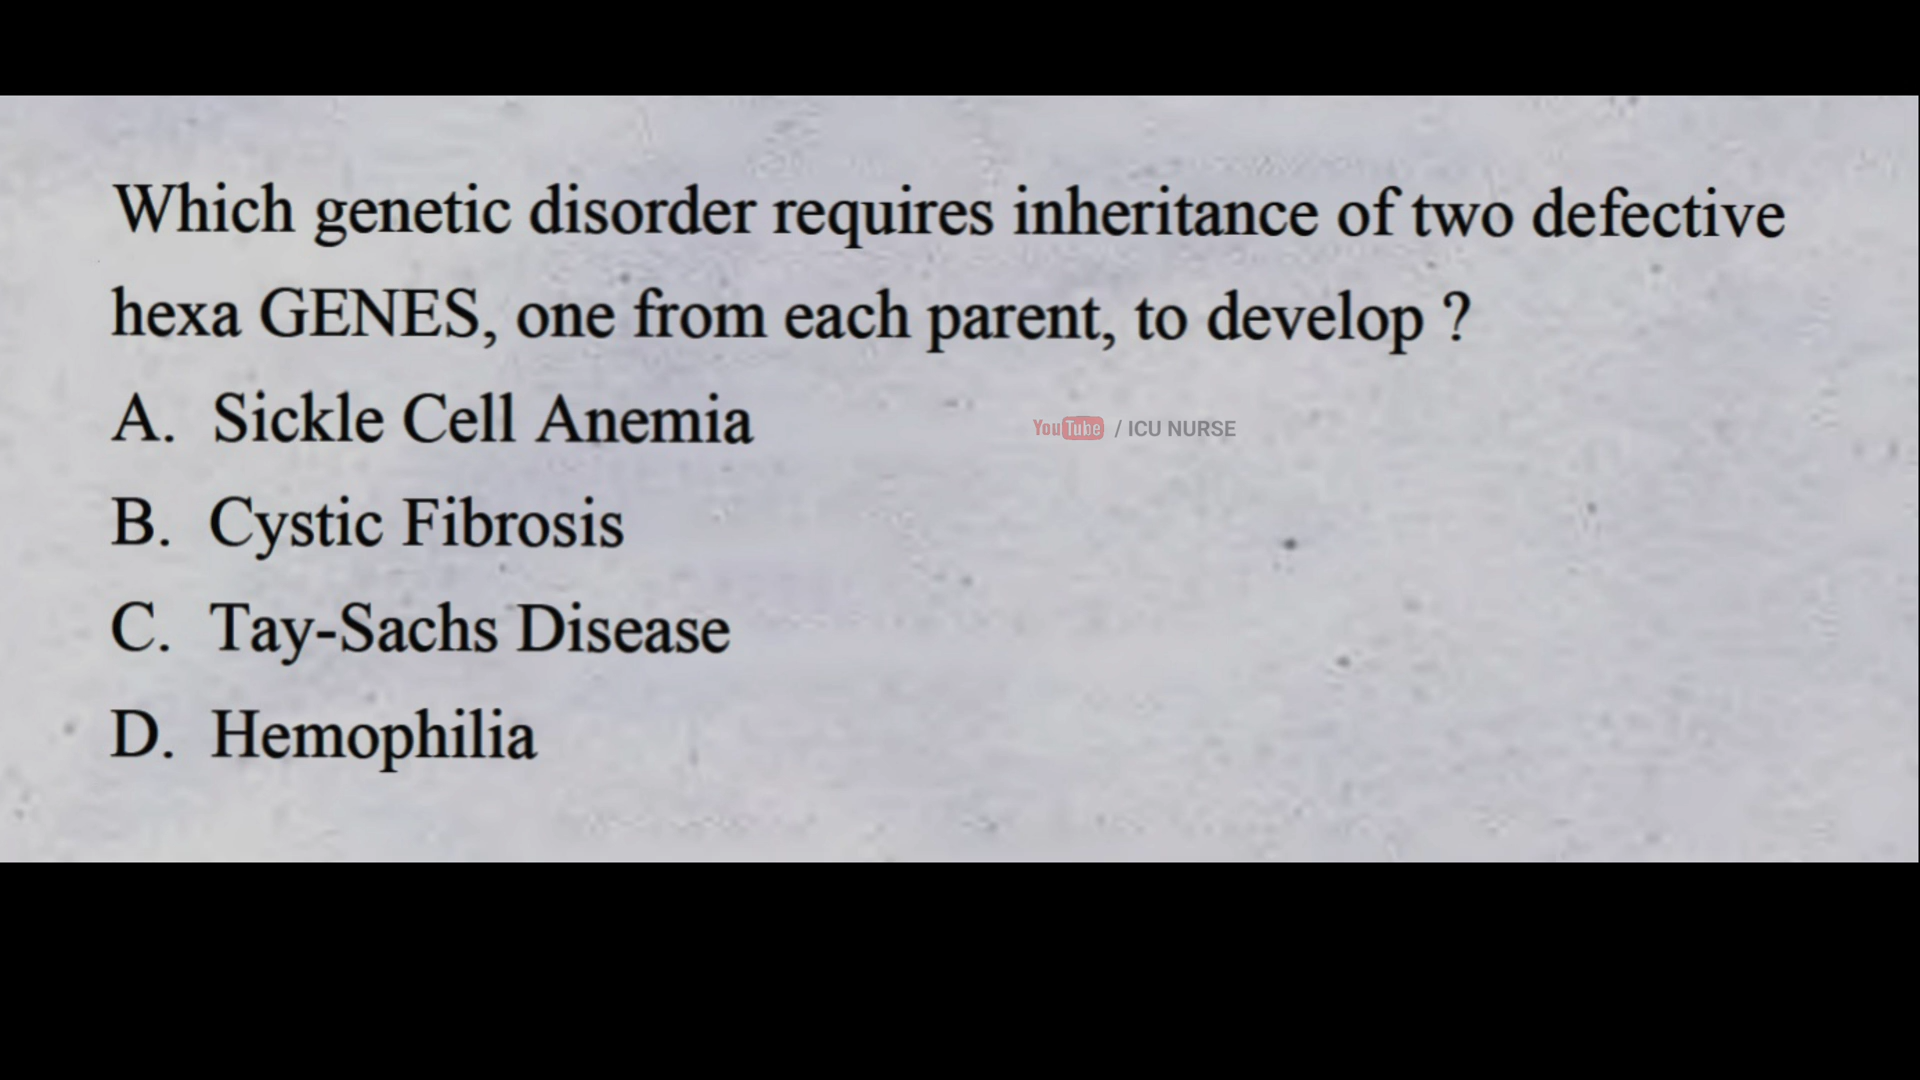 Which genetic disorder requires inheritance of two defective
hexa GENES, one from each parent, to develop ?
A. Sickle Cell Anemia
YouTube / ICU NURSE
B. Cystic Fibrosis
C. Tay-Sachs Disease
D. Hemophilia